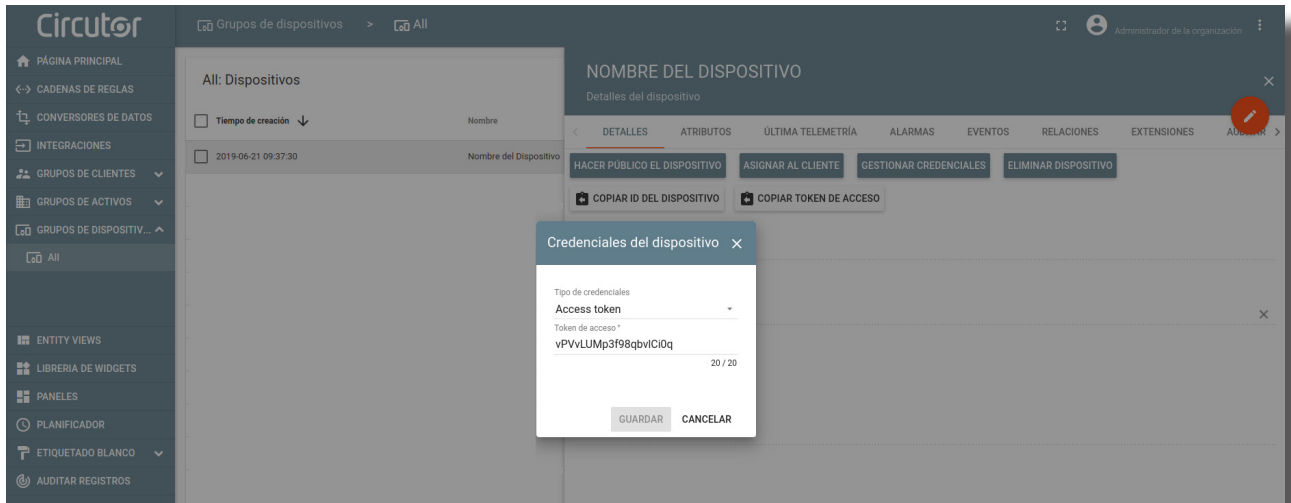 Circutor
Grupos de dispositivos > All
Administrador de la organización
PÁGINA PRINCIPAL
CADENAS DE REGLAS
CONVERSORES DE DATOS
INTEGRACIONES
GRUPOS DE CLIENTES
GRUPOS DE ACTIVOS
GRUPOS DE DISPOSITIV...
All
ENTITY VIEWS
LIBRERIA DE WIDGETS
PANELES
PLANIFICADOR
ETIQUETADO BLANCO
AUDITAR REGISTROS
All: Dispositivos
Tiempo de creación Nombre
2019-06-21 09:37:30 Nombre del Dispositivo
NOMBRE DEL DISPOSITIVO
Detalles del dispositivo
DETALLES ATRIBUTOS ÚLTIMA TELEMETRÍA ALARMAS EVENTOS RELACIONES EXTENSIONES
HACER PÚBLICO EL DISPOSITIVO ASIGNAR AL CLIENTE GESTIONAR CREDENCIALES ELIMINAR DISPOSITIVO
COPIAR ID DEL DISPOSITIVO COPIAR TOKEN DE ACCESO
Credenciales del dispositivo
Tipo de credenciales
Access token
Token de acceso *
vPVvLUMp3f98qbvlCi0q
20 / 20
GUARDAR CANCELAR